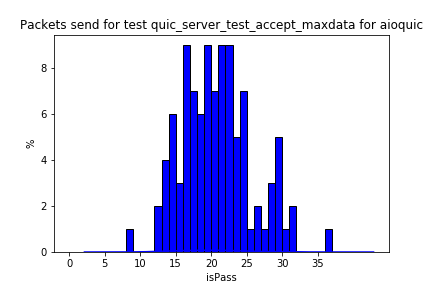 Packets send for test quic_server_test_accept_maxdata for aioquic
8
6
4
2
0
%
0 5 10 15 20 25 30 35
isPass